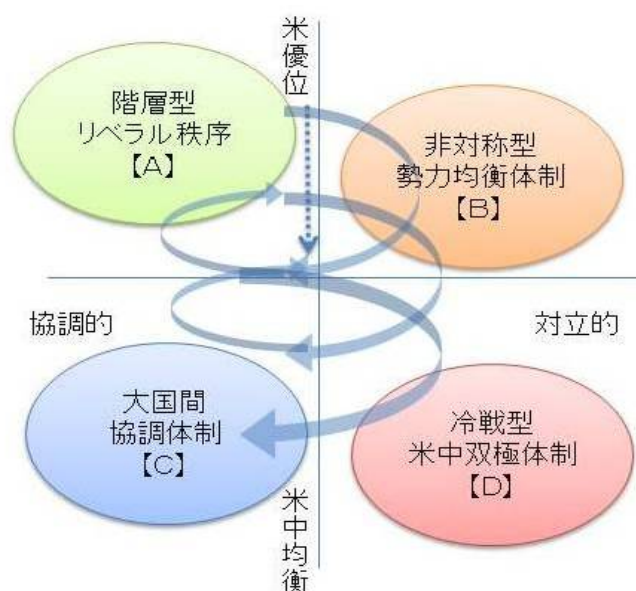 米優位
階層型
リベラル秩序
【A】
非対称型
勢力均衡体制
【B】
協調的
対立的
大国間
協調体制
【C】
冷戦型
米中双極体制
【D】
米中均衡